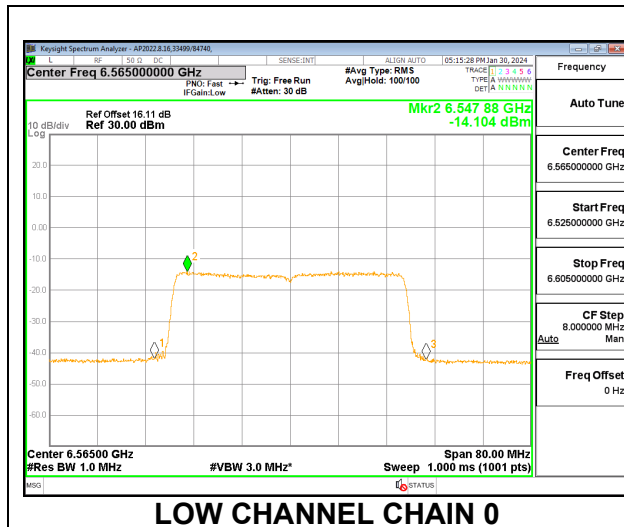 Keysight Spectrum Analyzer - AP2022.8.16,33499/84740,
L RF 50 Ω DC SENSE:INT ALIGN AUTO 05:15:28 PM Jan 30, 2024
Center Freq 6.565000000 GHz
PNO: Fast
IFGain:Low
Trig: Free Run
#Atten: 30 dB
#Avg Type: RMS
Avg|Hold: 100/100
TRACE 1 2 3 4 5 6
TYPE A WWWWW
DET A N N N N N
Frequency
Auto Tune
Center Freq
6.565000000 GHz
Start Freq
6.525000000 GHz
Stop Freq
6.605000000 GHz
CF Step
8.000000 MHz
Auto Man
Freq Offset
0 Hz
Mkr2 6.547 88 GHz
-14.104 dBm
Ref Offset 16.11 dB
10 dB/div Ref 30.00 dBm
Log
20.0
10.0
0.00
-10.0
2
-20.0
-30.0
1
3
-40.0
-50.0
-60.0
Center 6.56500 GHz Span 80.00 MHz
#Res BW 1.0 MHz #VBW 3.0 MHz* Sweep 1.000 ms (1001 pts)
MSG STATUS
LOW CHANNEL CHAIN 0